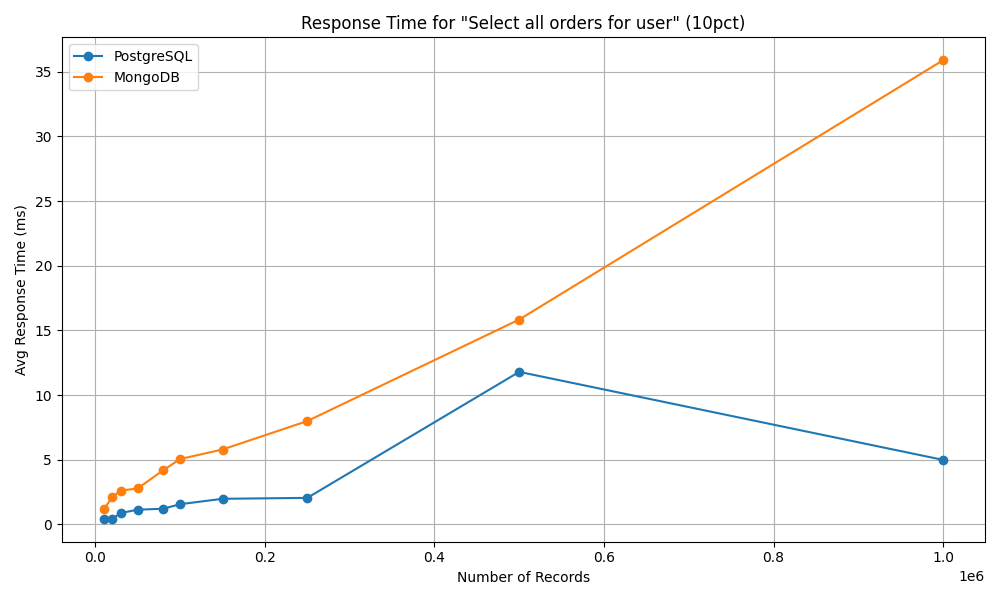 Response Time for "Select all orders for user" (10pct)
PostgreSQL
MongoDB
Avg Response Time (ms)
35
30
25
20
15
10
5
0
0.0 0.2 0.4 0.6 0.8 1.0
1e6
Number of Records